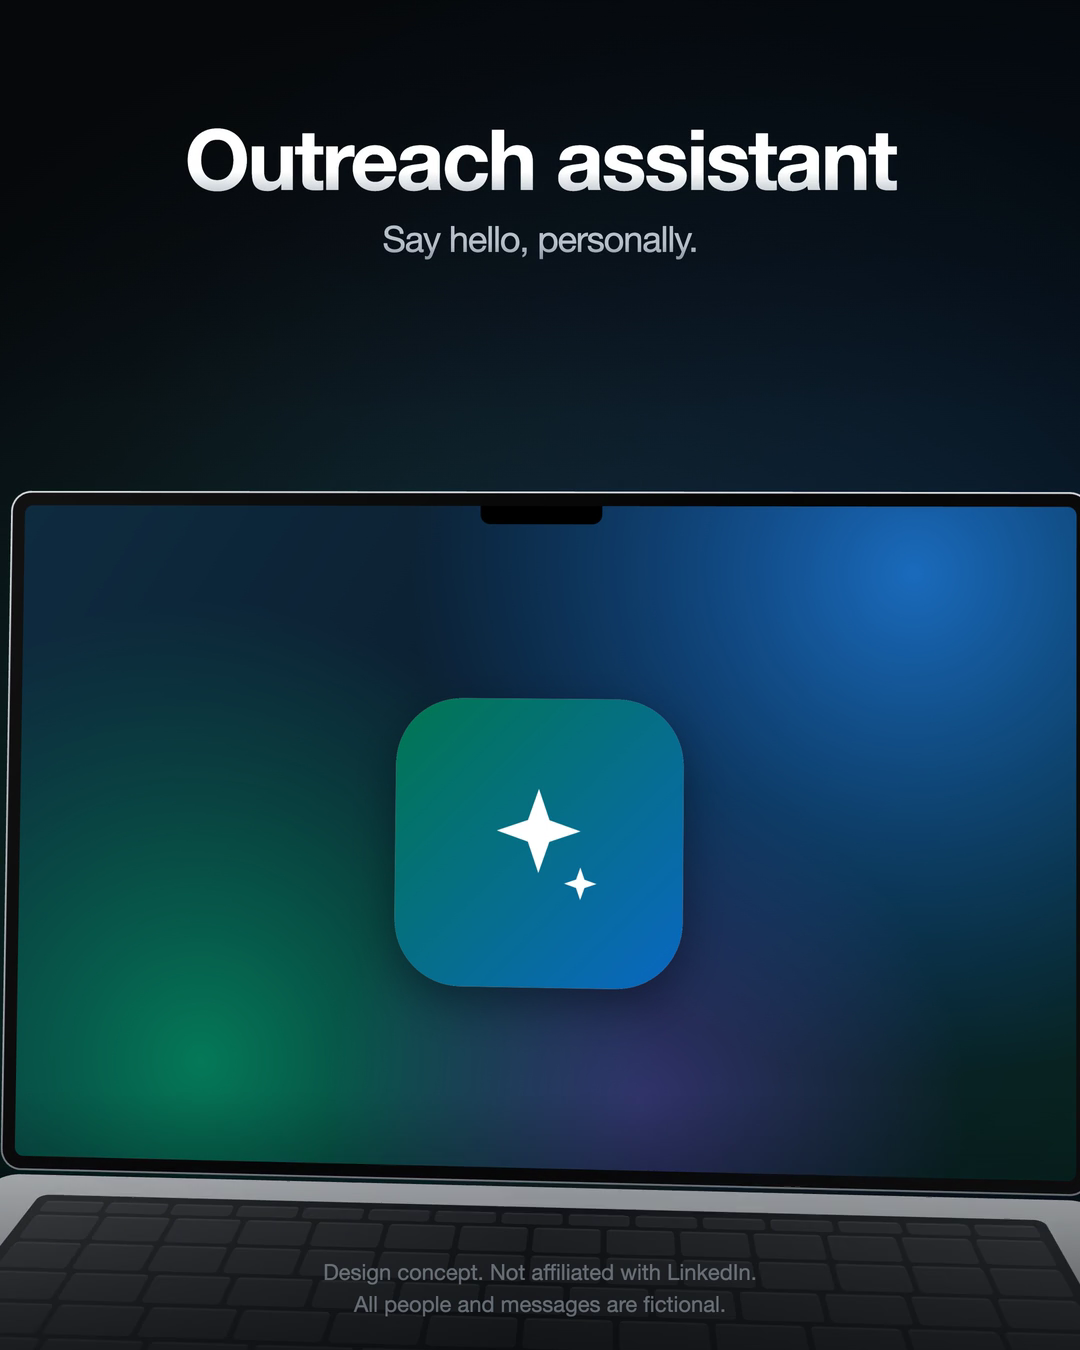 Outreach assistant
Say hello, personally.
Design concept. Not affiliated with LinkedIn.
All people and messages are fictional.